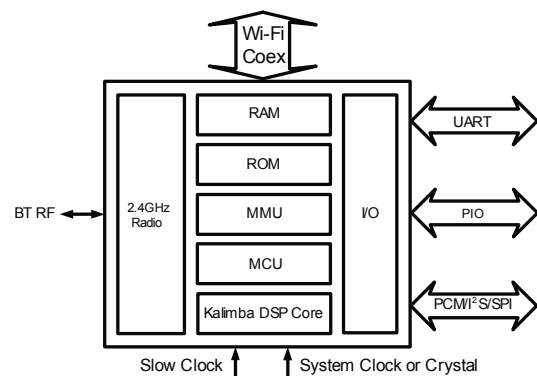 Wi-Fi
Coex
RAM
ROM
MMU
MCU
Kalimba DSP Core
2.4GHz
Radio
I/O
BT RF
UART
PIO
PCM/I²S/SPI
Slow Clock
System Clock or Crystal